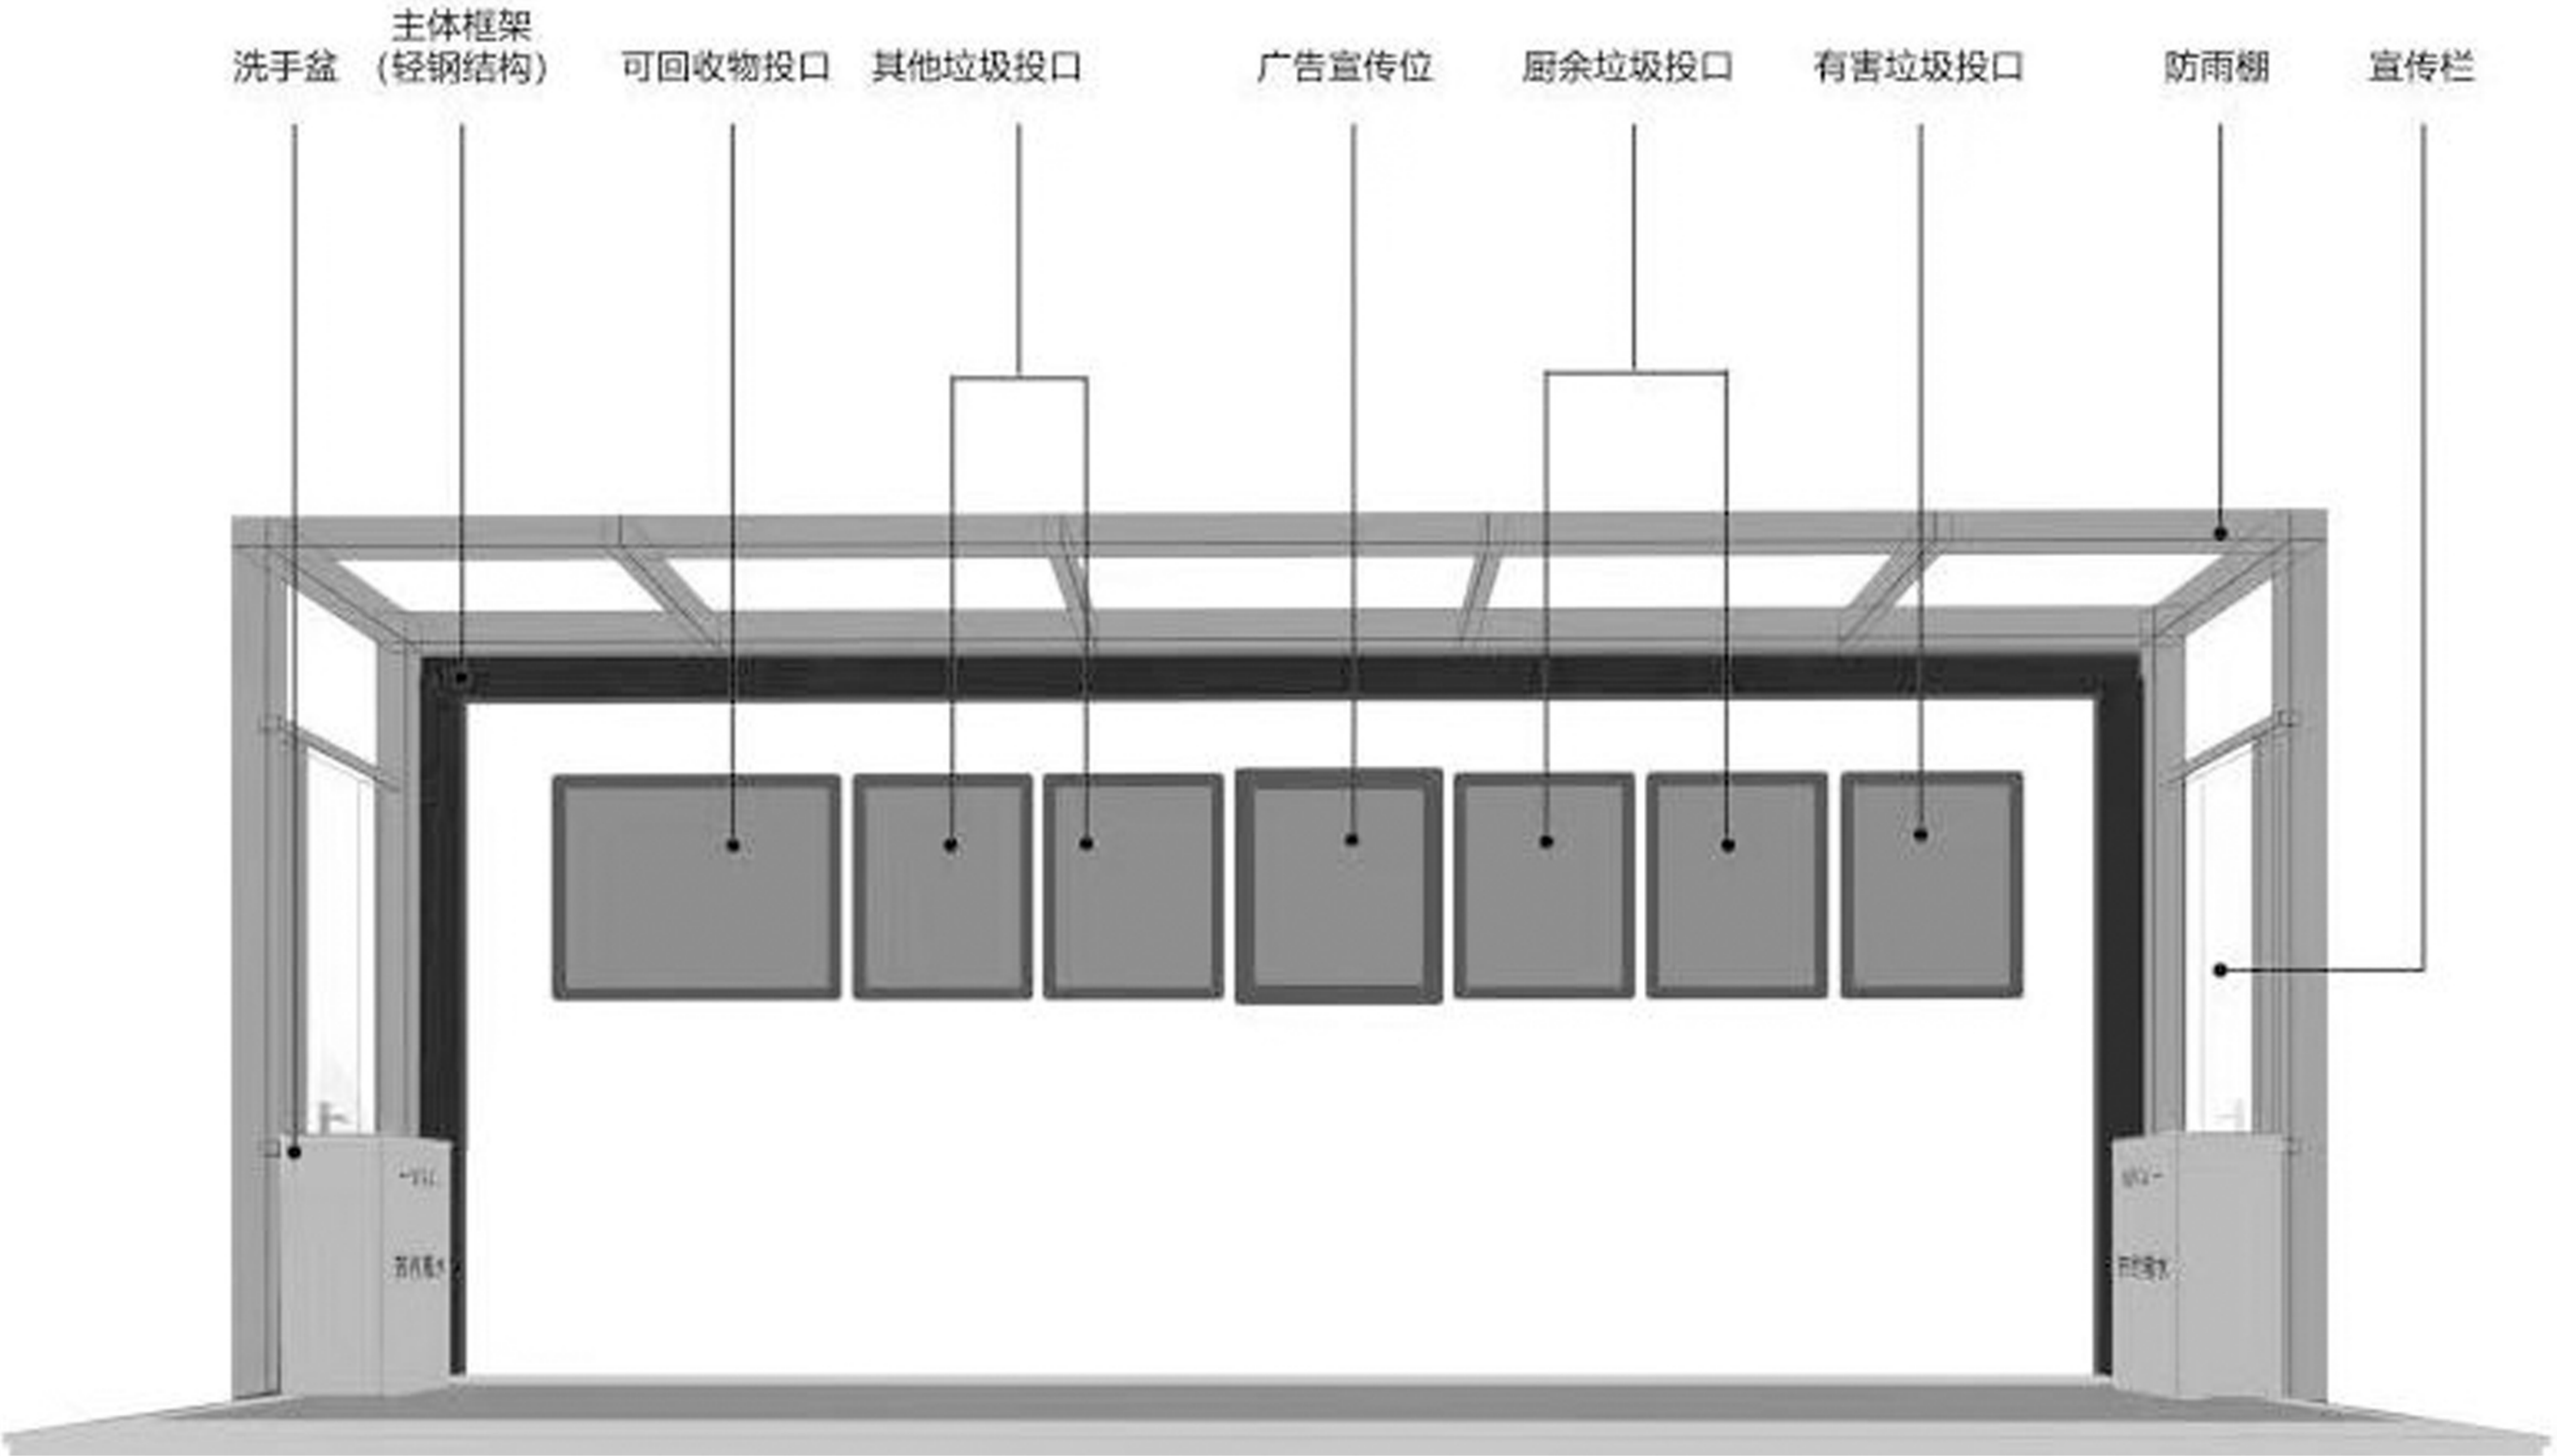 洗手盆
主体框架
（轻钢结构）
可回收物投口
其他垃圾投口
广告宣传位
厨余垃圾投口
有害垃圾投口
防雨棚
宣传栏